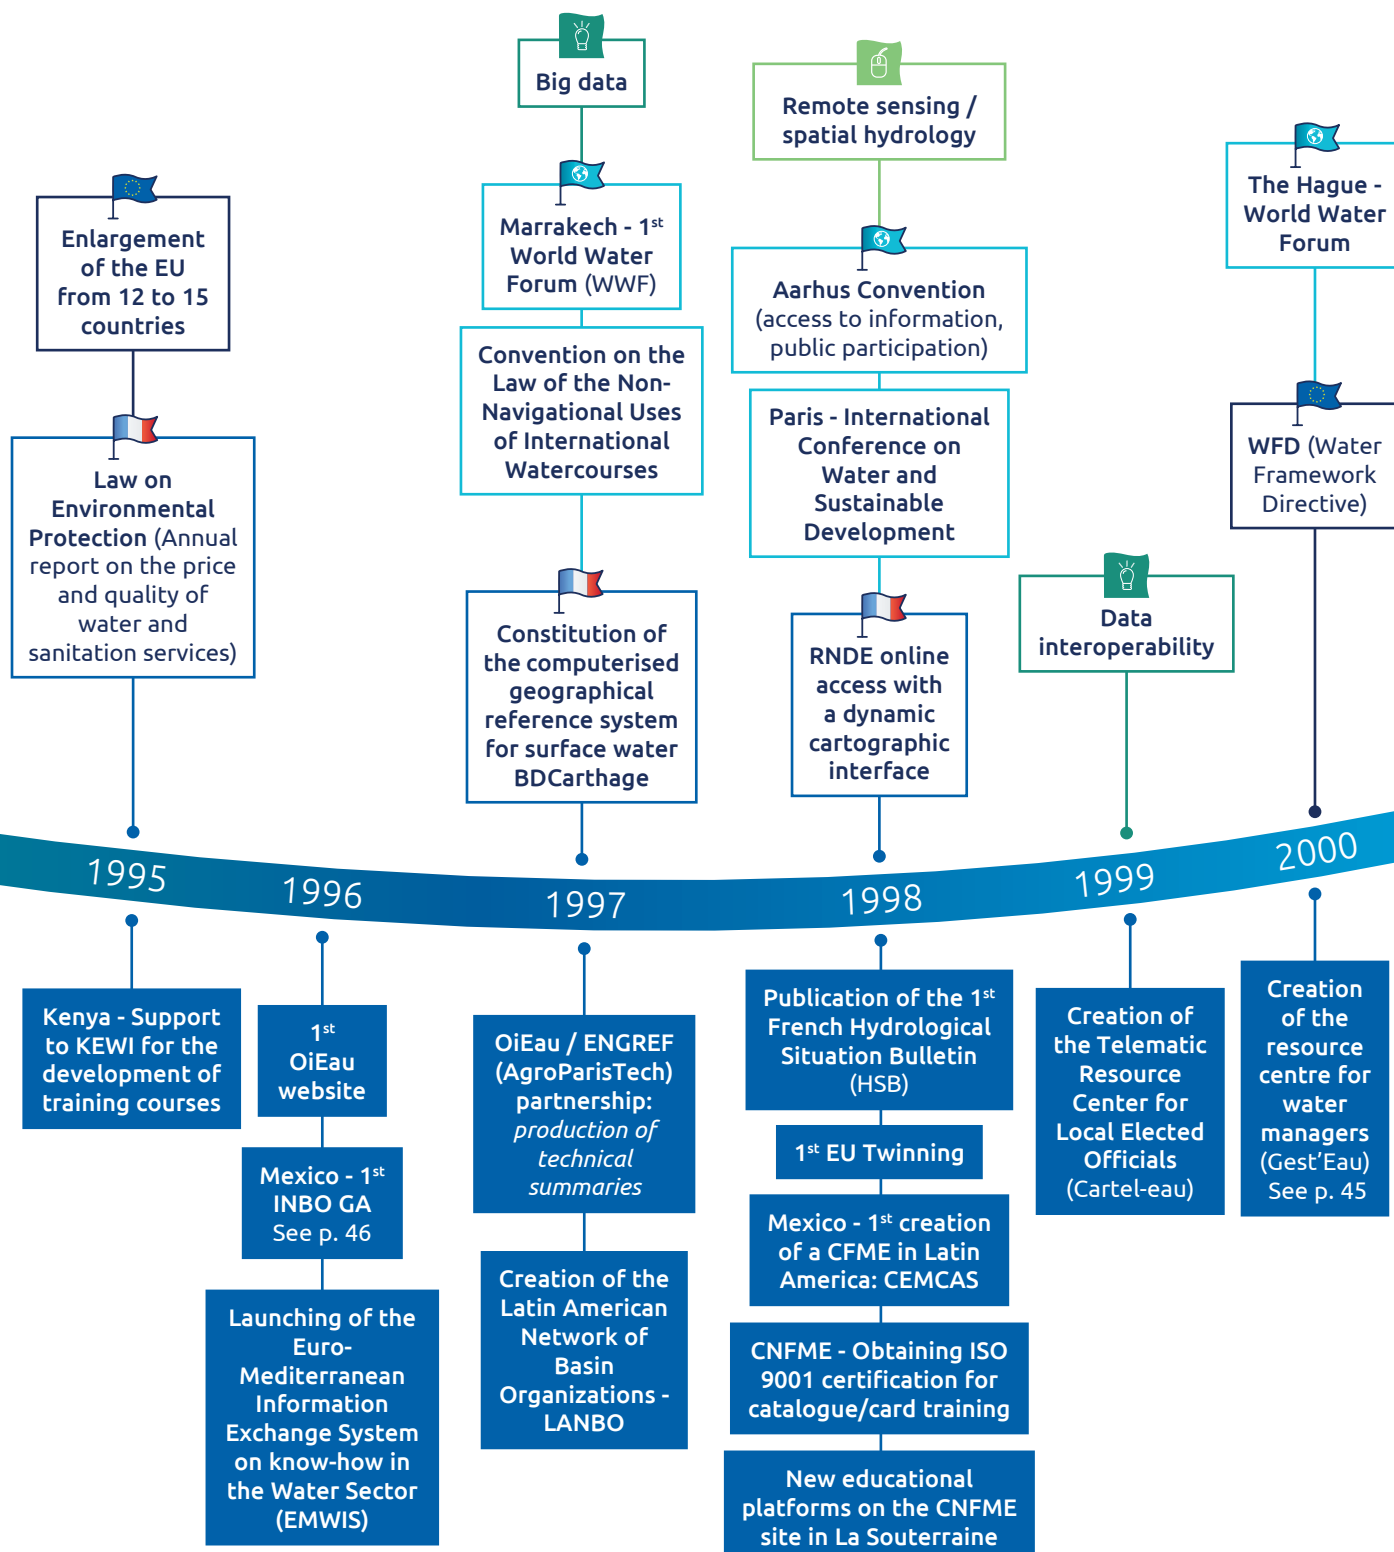 Enlargement
of the EU
from 12 to 15
countries
Law on
Environmental
Protection (Annual
report on the price
and quality of
water and
sanitation services)
Big data
Marrakech - 1st
World Water
Forum (WWF)
Convention on the
Law of the Non-
Navigational Uses
of International
Watercourses
Constitution of
the computerised
geographical
reference system
for surface water
BDCarthage
Remote sensing /
spatial hydrology
Aarhus Convention
(access to information,
public participation)
Paris - International
Conference on
Water and
Sustainable
Development
RNDE online
access with
a dynamic
cartographic
interface
Data
interoperability
The Hague -
World Water
Forum
WFD (Water
Framework
Directive)
1995
1996
1997
1998
1999
2000
Kenya - Support
to KEWI for the
development of
training courses
1st
OiEau
website
Mexico - 1st
INBO GA
See p. 46
Launching of the
Euro-
Mediterranean
Information
Exchange System
on know-how in
the Water Sector
(EMWIS)
OiEau / ENGREF
(AgroParisTech)
partnership:
production of
technical
summaries
Creation of the
Latin American
Network of
Basin
Organizations -
LANBO
Publication of the 1st
French Hydrological
Situation Bulletin
(HSB)
1st EU Twinning
Mexico - 1st creation
of a CFME in Latin
America: CEMCAS
CNFME - Obtaining ISO
9001 certification for
catalogue/card training
New educational
platforms on the CNFME
site in La Souterraine
Creation of
the Telematic
Resource
Center for
Local Elected
Officials
(Cartel-eau)
Creation
of the
resource
centre for
water
managers
(Gest'Eau)
See p. 45